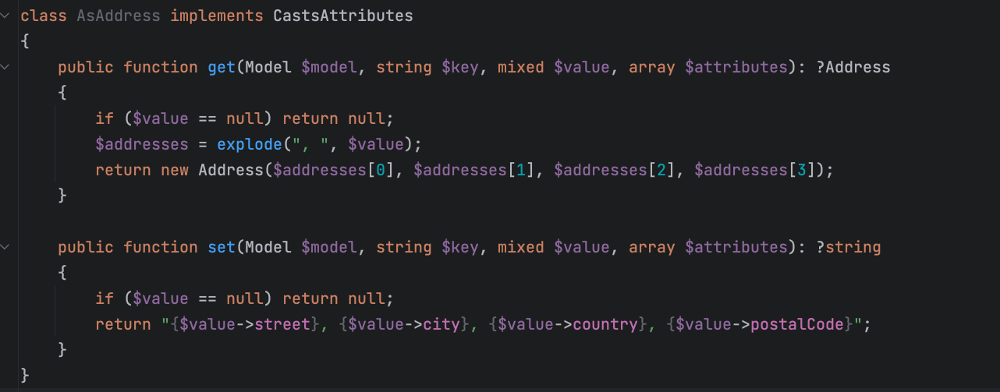 class AsAddress implements CastsAttributes
{
    public function get(Model $model, string $key, mixed $value, array $attributes): ?Address
    {
        if ($value == null) return null;
        $addresses = explode(", ", $value);
        return new Address($addresses[0], $addresses[1], $addresses[2], $addresses[3]);
    }

    public function set(Model $model, string $key, mixed $value, array $attributes): ?string
    {
        if ($value == null) return null;
        return "{$value->street}, {$value->city}, {$value->country}, {$value->postalCode}";
    }
}